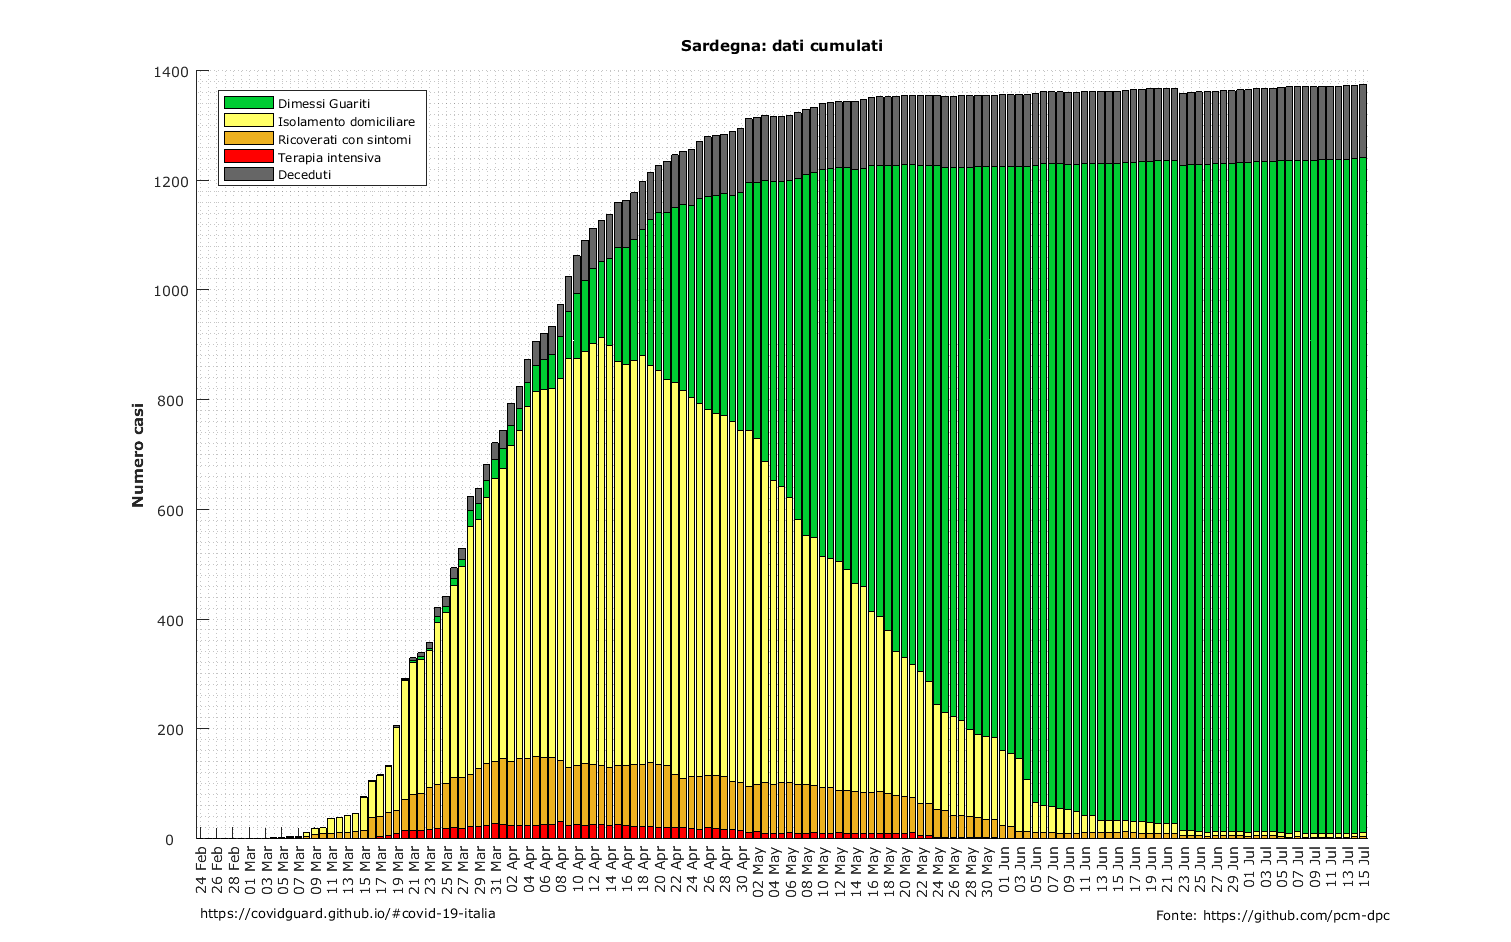 Sardegna: dati cumulati
1400
1200
1000
800
600
400
200
0
Numero casi
Dimessi Guariti
Isolamento domiciliare
Ricoverati con sintomi
Terapia intensiva
Deceduti
24 Feb
26 Feb
28 Feb
01 Mar
03 Mar
05 Mar
07 Mar
09 Mar
11 Mar
13 Mar
15 Mar
17 Mar
19 Mar
21 Mar
23 Mar
25 Mar
27 Mar
29 Mar
31 Mar
02 Apr
04 Apr
06 Apr
08 Apr
10 Apr
12 Apr
14 Apr
16 Apr
18 Apr
20 Apr
22 Apr
24 Apr
26 Apr
28 Apr
30 Apr
02 May
04 May
06 May
08 May
10 May
12 May
14 May
16 May
18 May
20 May
22 May
24 May
26 May
28 May
30 May
01 Jun
03 Jun
05 Jun
07 Jun
09 Jun
11 Jun
13 Jun
15 Jun
17 Jun
19 Jun
21 Jun
23 Jun
25 Jun
27 Jun
29 Jun
01 Jul
03 Jul
05 Jul
07 Jul
09 Jul
11 Jul
13 Jul
15 Jul
https://covidguard.github.io/#covid-19-italia
Fonte: https://github.com/pcm-dpc